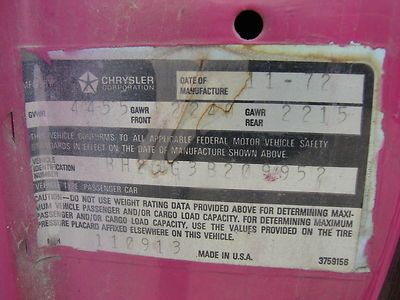 CHRYSLER
CORPORATION
DATE OF
MANUFACTURE
11-72
GVWR
4455
GAWR
FRONT
2240
GAWR
REAR
2215
THIS VEHICLE CONFORMS TO ALL APPLICABLE FEDERAL MOTOR VEHICLE SAFETY
STANDARDS IN EFFECT ON THE DATE OF MANUFACTURE SHOWN ABOVE.
VEHICLE
IDENTIFICATION
NUMBER
VEHICLE TYPE: PASSENGER CAR
CAUTION—DO NOT USE WEIGHT RATING DATA PROVIDED ABOVE FOR DETERMINING MAXI-
MUM VEHICLE PASSENGER AND/OR CARGO LOAD CAPACITY. FOR DETERMINING MAXIMUM
PASSENGER AND/OR CARGO LOAD CAPACITY, USE THE VALUES PROVIDED ON THE TIRE
PRESSURE PLACARD AFFIXED ELSEWHERE ON THIS VEHICLE.
110913
MADE IN U.S.A.
3759156